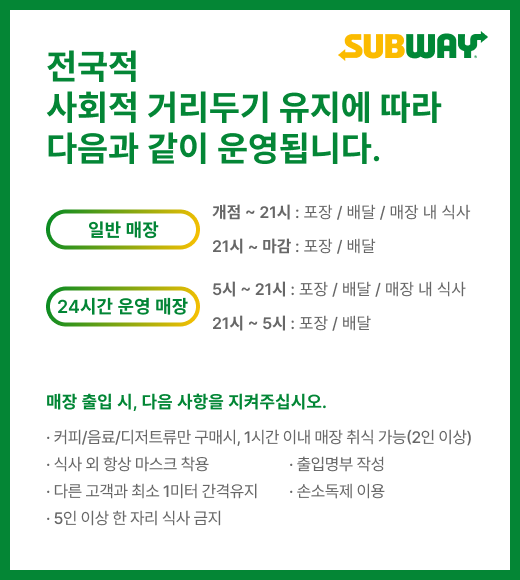 SUBWAY
전국적
사회적 거리두기 유지에 따라
다음과 같이 운영됩니다.
일반 매장
개점 ~ 21시 : 포장 / 배달 / 매장 내 식사
21시 ~ 마감 : 포장 / 배달
24시간 운영 매장
5시 ~ 21시 : 포장 / 배달 / 매장 내 식사
21시 ~ 5시 : 포장 / 배달
매장 출입 시, 다음 사항을 지켜주십시오.
· 커피/음료/디저트류만 구매시, 1시간 이내 매장 취식 가능(2인 이상)
· 식사 외 항상 마스크 착용
· 출입명부 작성
· 다른 고객과 최소 1미터 간격유지
· 손소독제 이용
· 5인 이상 한 자리 식사 금지